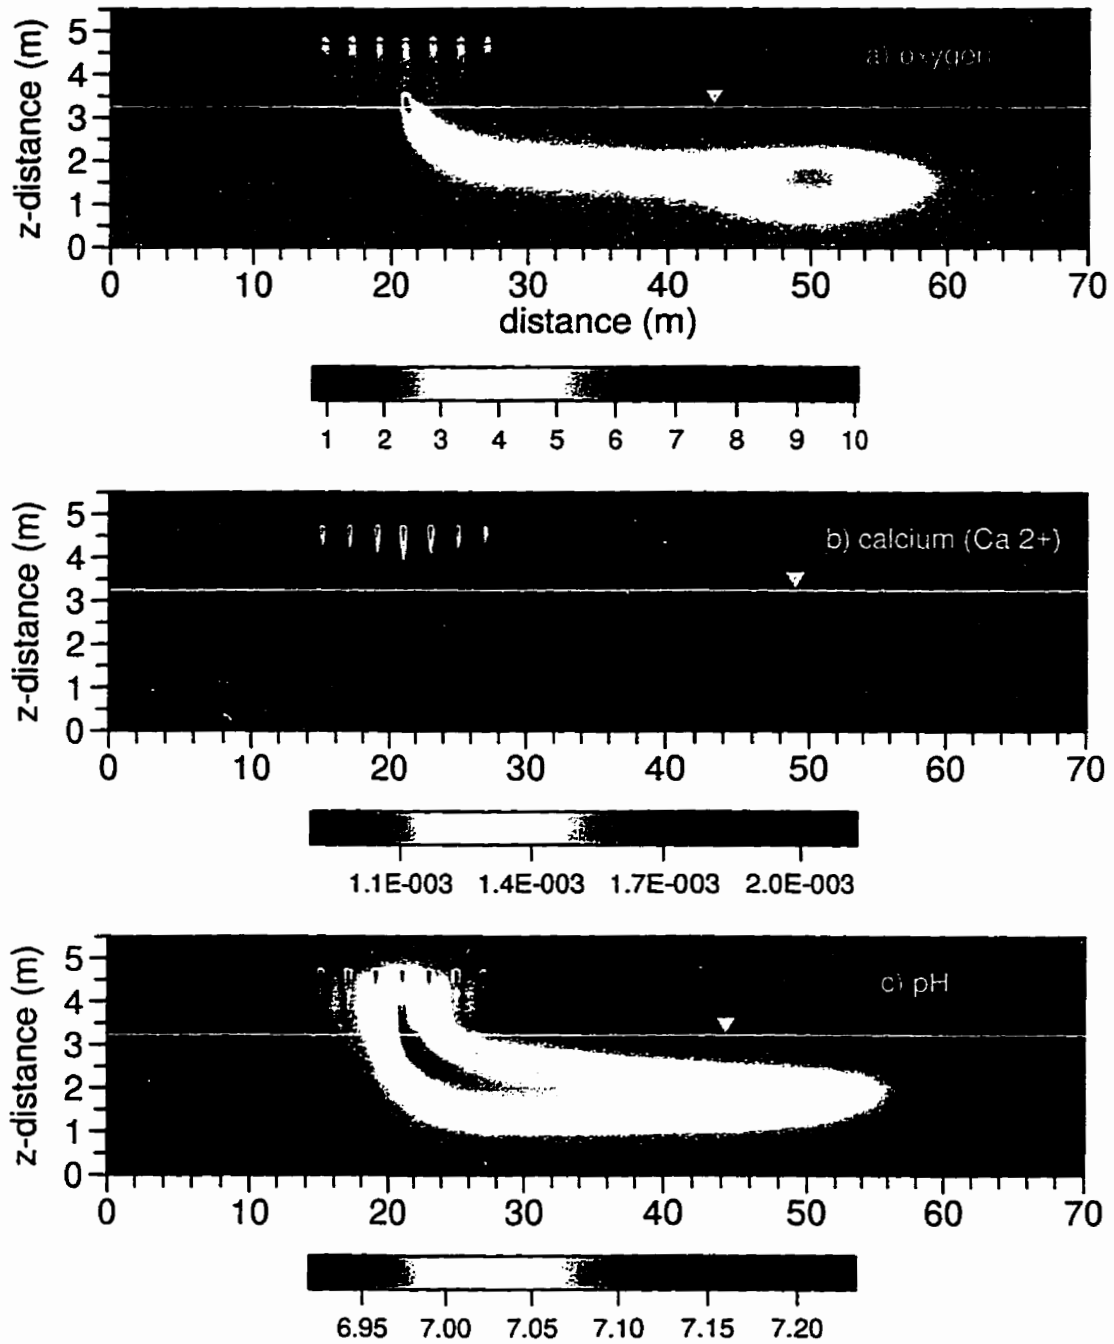 z-distance (m)
5
4
3
2
1
0
a) oxygen
0 10 20 30 40 50 60 70
distance (m)
1 2 3 4 5 6 7 8 9 10
z-distance (m)
5
4
3
2
1
0
b) calcium (Ca 2+)
0 10 20 30 40 50 60 70
1.1E-003 1.4E-003 1.7E-003 2.0E-003
z-distance (m)
5
4
3
2
1
0
c) pH
0 10 20 30 40 50 60 70
6.95 7.00 7.05 7.10 7.15 7.20